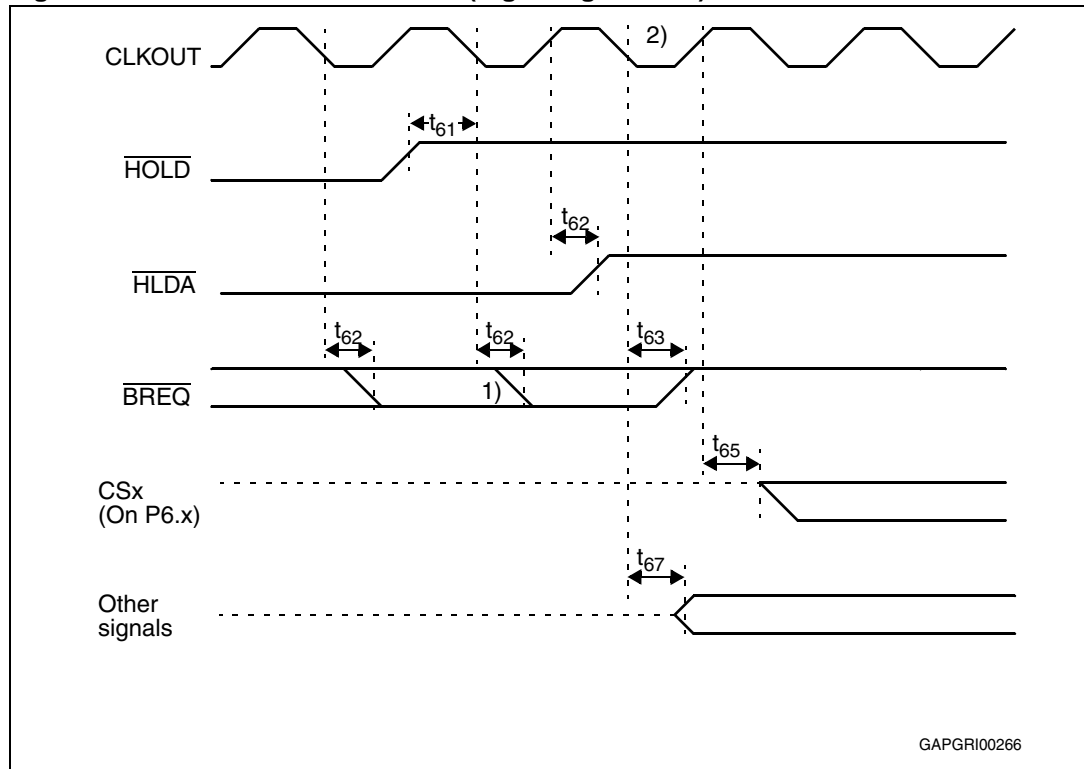 CLKOUT
2)
t61
HOLD
t62
HLDA
t62 t62 t63
BREQ
1)
t65
CSx
(On P6.x)
t67
Other
signals
GAPGRI00266